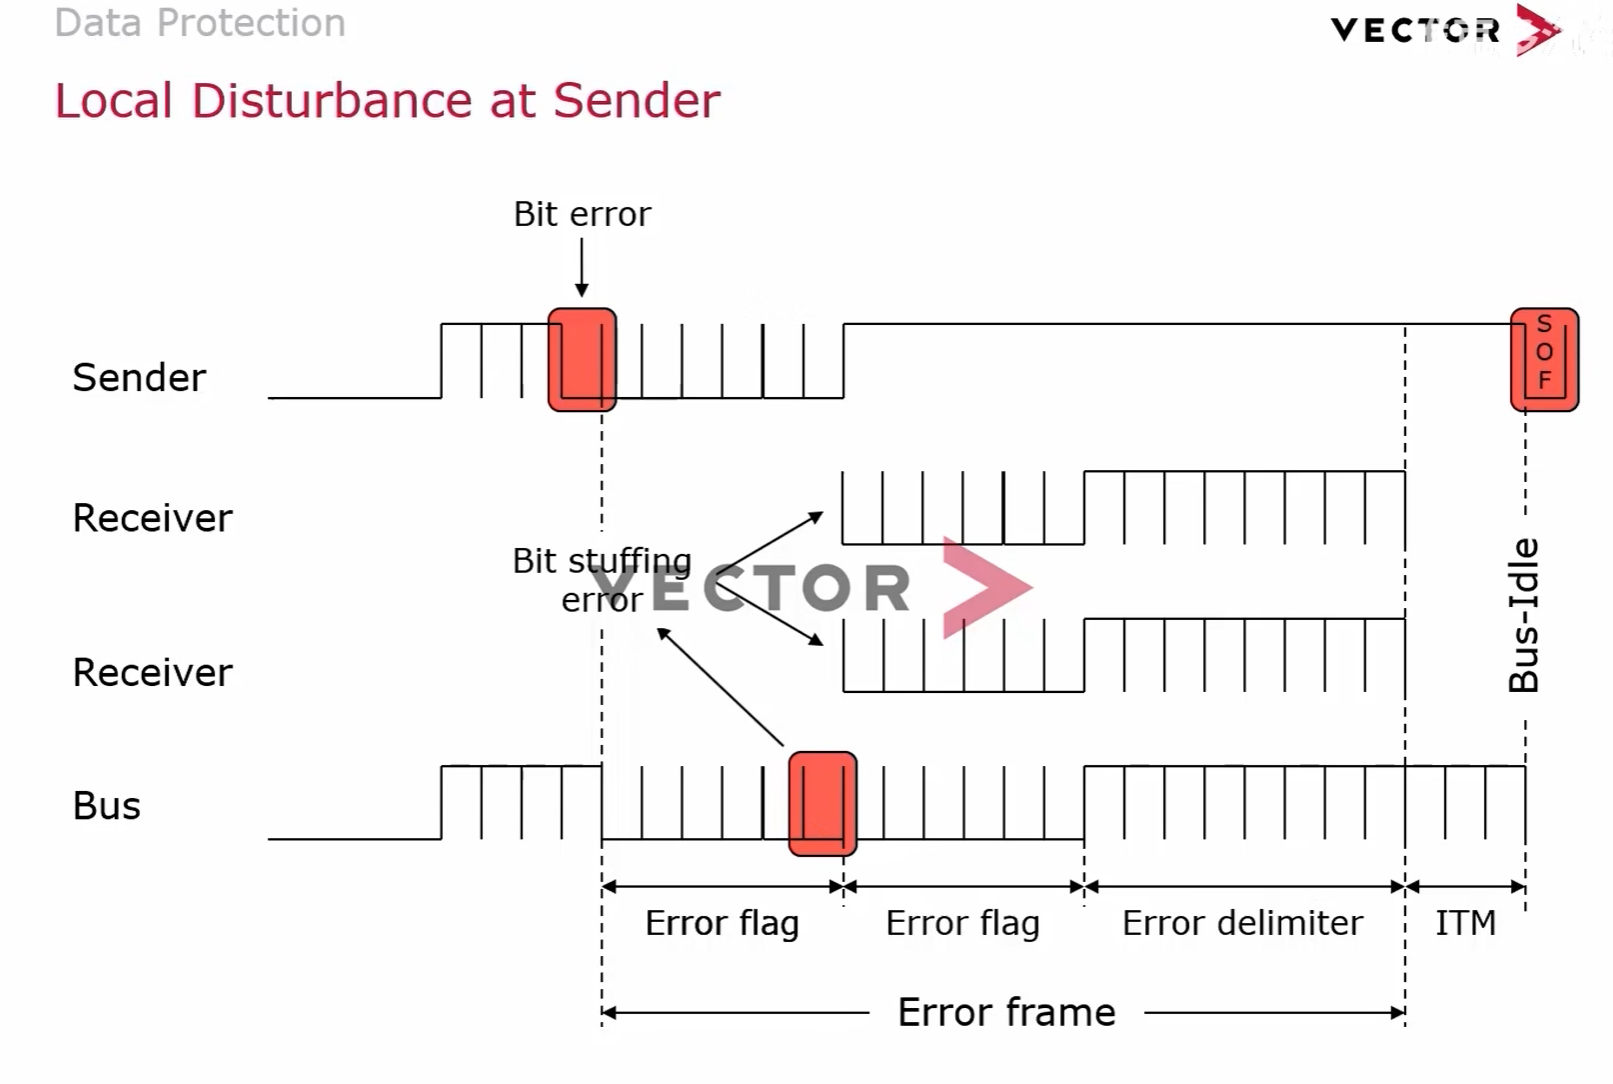 Data Protection
VECTOR
Local Disturbance at Sender
Bit error
S
O
F
Sender
Receiver
Bit stuffing
error
VECTOR
Receiver
Bus-Idle
Bus
Error flag
Error flag
Error delimiter
ITM
Error frame